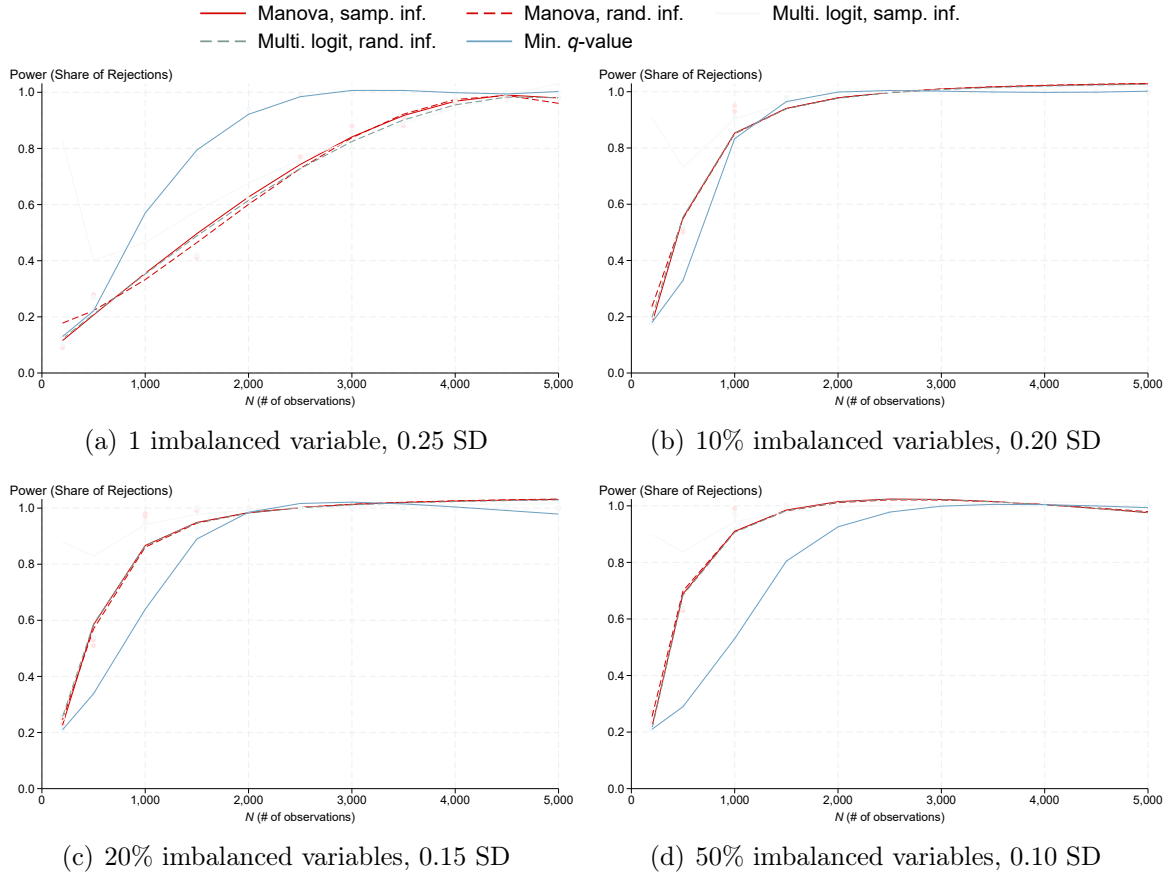 Manova, samp. inf. Manova, rand. inf. Multi. logit, samp. inf.
Multi. logit, rand. inf. Min. q-value
Power (Share of Rejections)
1.0
0.8
0.6
0.4
0.2
0.0
0 1,000 2,000 3,000 4,000 5,000
N (# of observations)
(a) 1 imbalanced variable, 0.25 SD
Power (Share of Rejections)
1.0
0.8
0.6
0.4
0.2
0.0
0 1,000 2,000 3,000 4,000 5,000
N (# of observations)
(b) 10% imbalanced variables, 0.20 SD
Power (Share of Rejections)
1.0
0.8
0.6
0.4
0.2
0.0
0 1,000 2,000 3,000 4,000 5,000
N (# of observations)
(c) 20% imbalanced variables, 0.15 SD
Power (Share of Rejections)
1.0
0.8
0.6
0.4
0.2
0.0
0 1,000 2,000 3,000 4,000 5,000
N (# of observations)
(d) 50% imbalanced variables, 0.10 SD